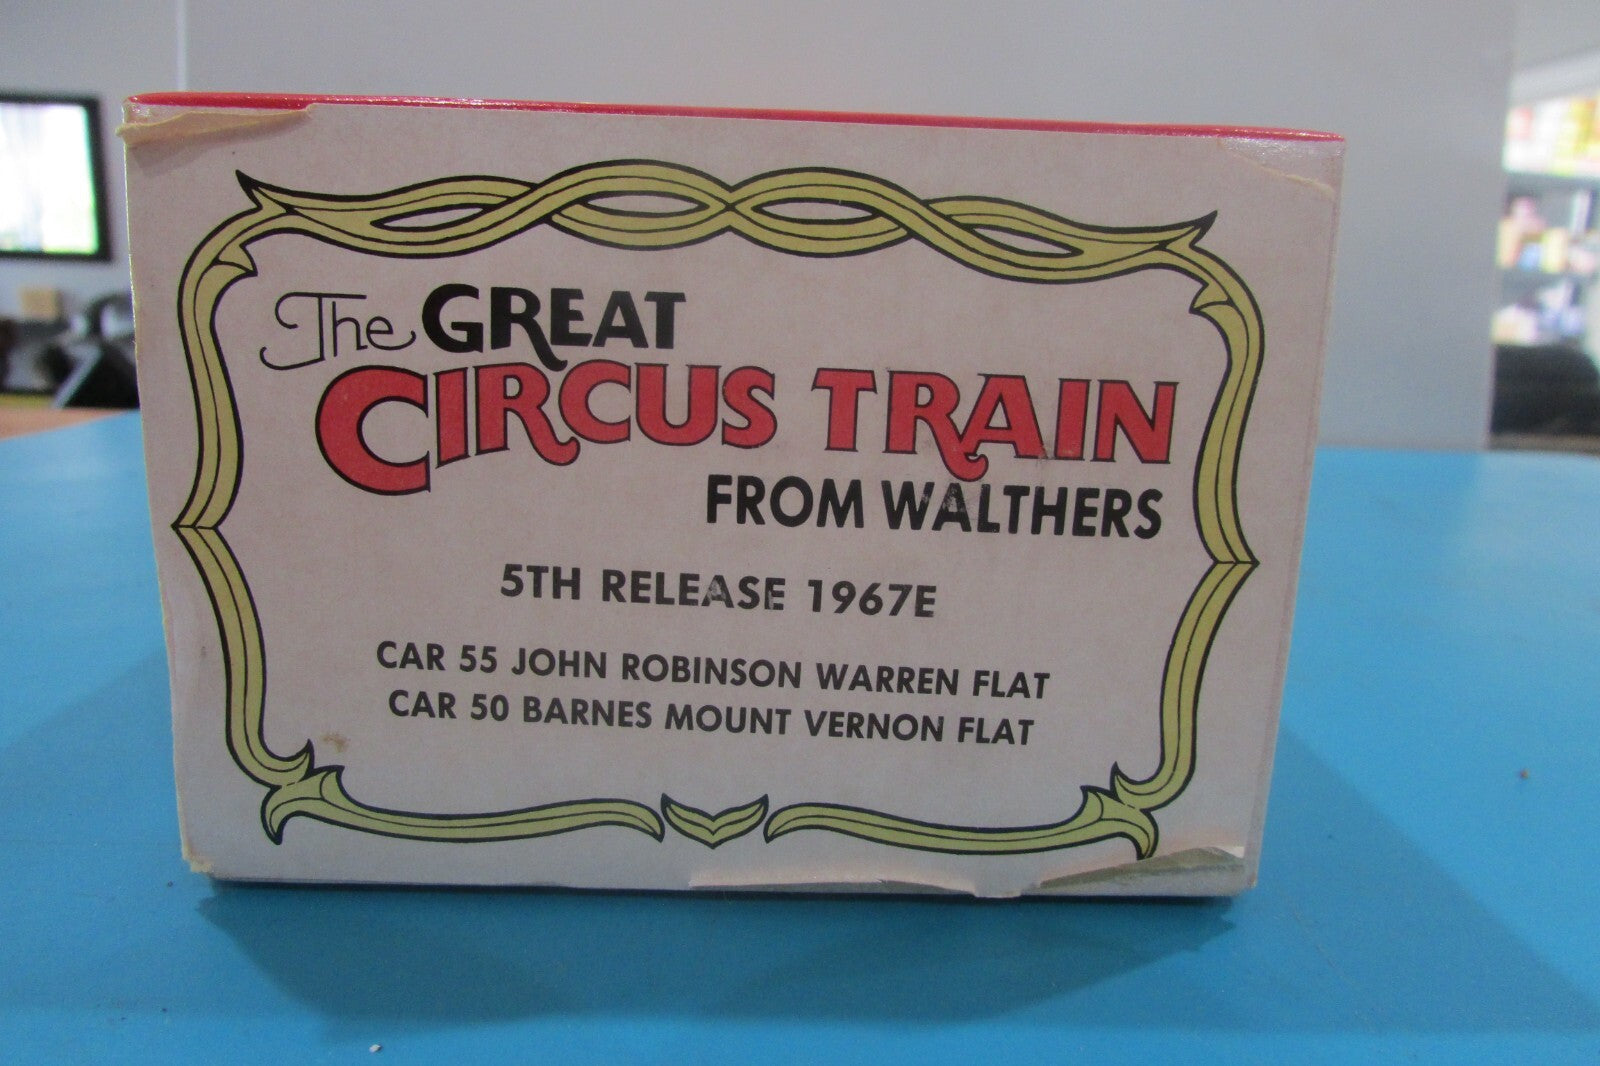 The GREAT
CIRCUS TRAIN
FROM WALTHERS
5TH RELEASE 1967E
CAR 55 JOHN ROBINSON WARREN FLAT
CAR 50 BARNES MOUNT VERNON FLAT